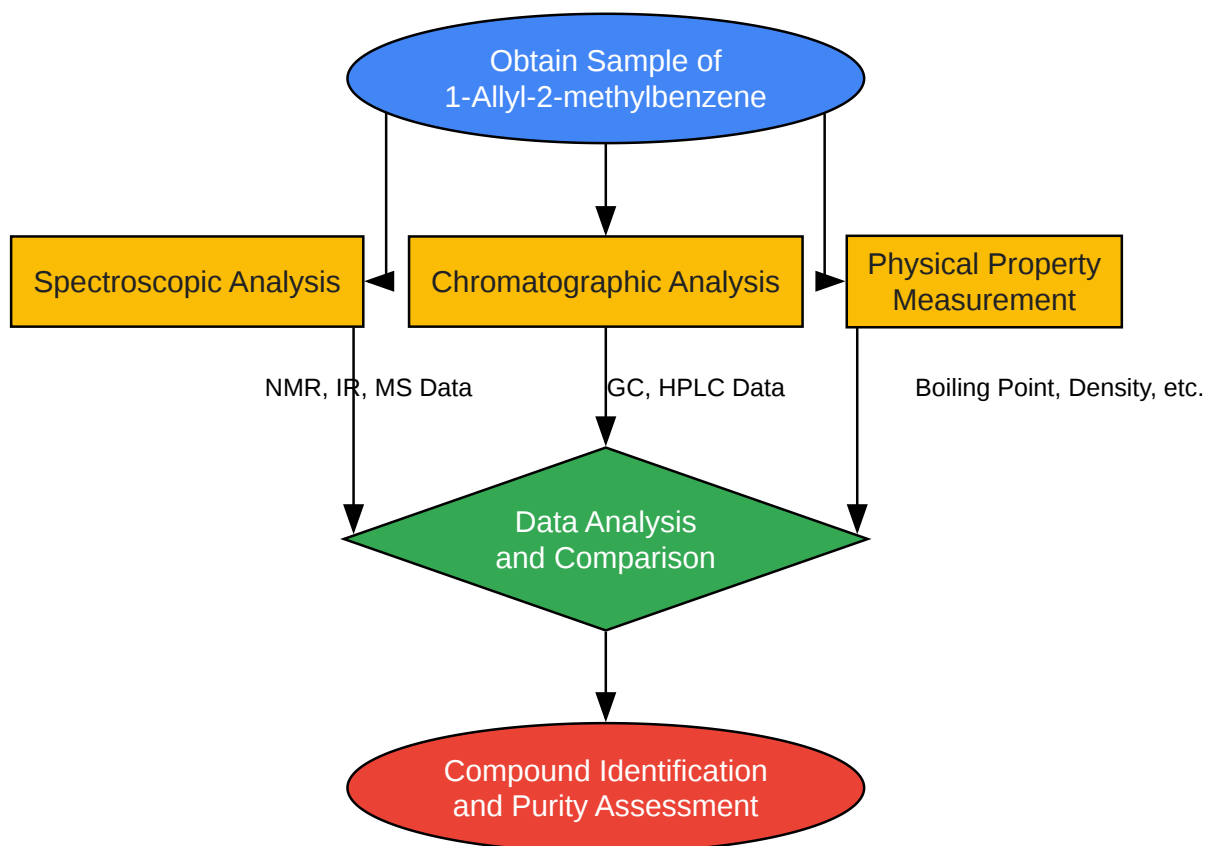 Obtain Sample of
1-Allyl-2-methylbenzene
Spectroscopic Analysis
Chromatographic Analysis
Physical Property
Measurement
NMR, IR, MS Data
GC, HPLC Data
Boiling Point, Density, etc.
Data Analysis
and Comparison
Compound Identification
and Purity Assessment